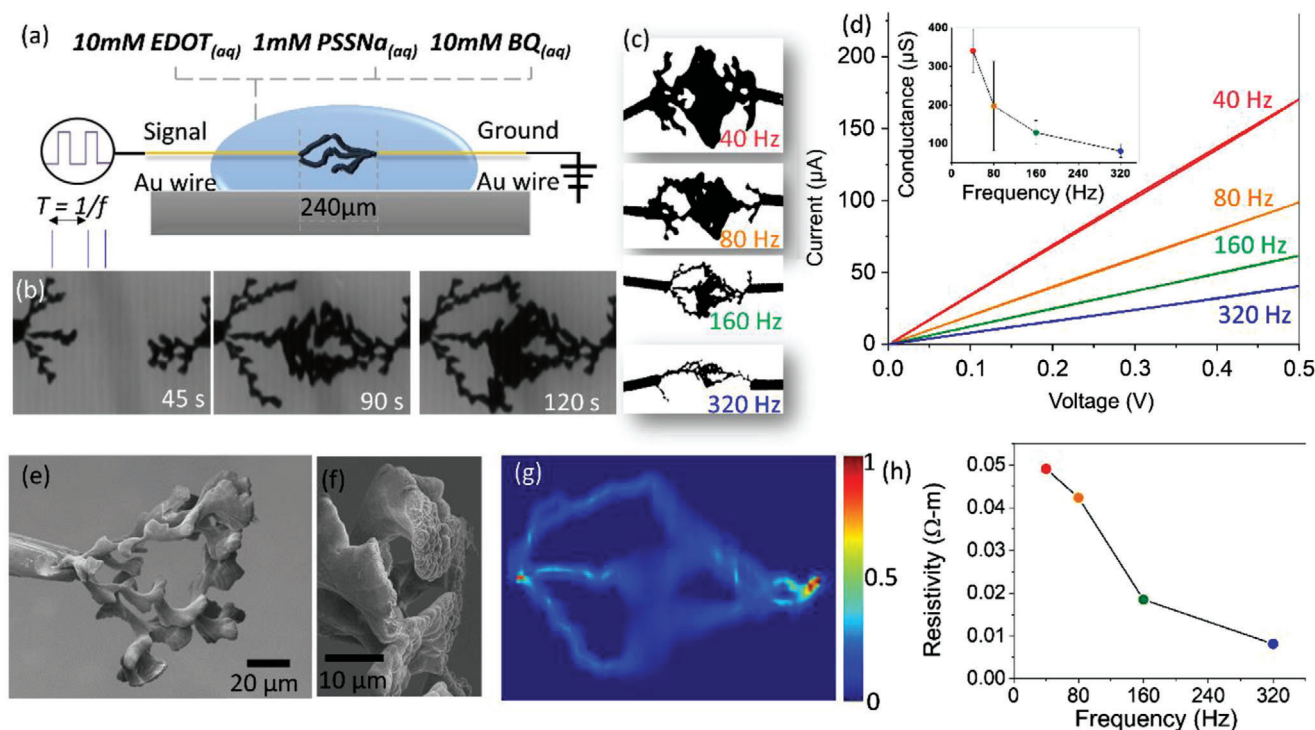 (a)
10mM EDOT(aq) 1mM PSSNa(aq) 10mM BQ(aq)
Signal
Ground
Au wire
Au wire
T = 1/f
240μm
(b)
45 s
90 s
120 s
(c)
40 Hz
80 Hz
160 Hz
320 Hz
(d)
Current (μA)
200
150
100
50
0
0.0 0.1 0.2 0.3 0.4 0.5
Voltage (V)
40 Hz
80 Hz
160 Hz
320 Hz
Conductance (μS)
400
300
200
100
0 80 160 240 320
Frequency (Hz)
(e)
20 μm
(f)
10 μm
(g)
1
0.5
0
(h)
Resistivity (Ω-m)
0.05
0.04
0.03
0.02
0.01
0.00
0 80 160 240 320
Frequency (Hz)